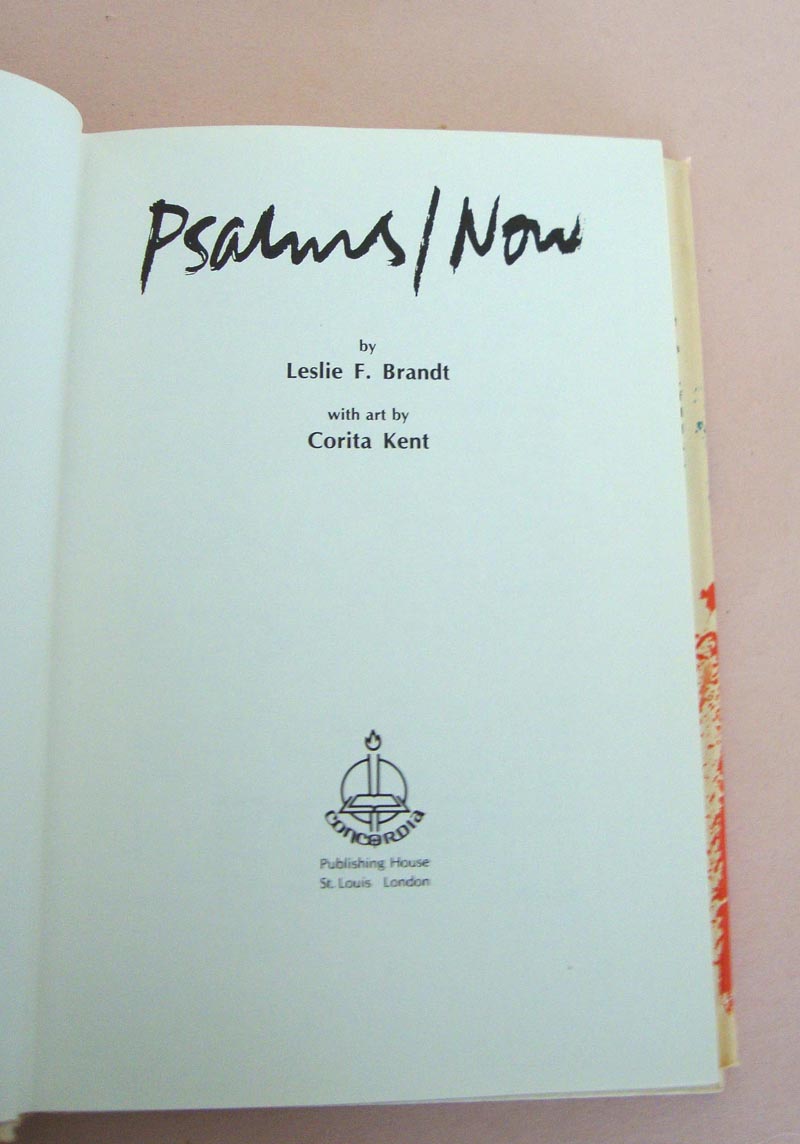 Psalms/Now
by
Leslie F. Brandt
with art by
Corita Kent
CONCORDIA
Publishing House
St. Louis London